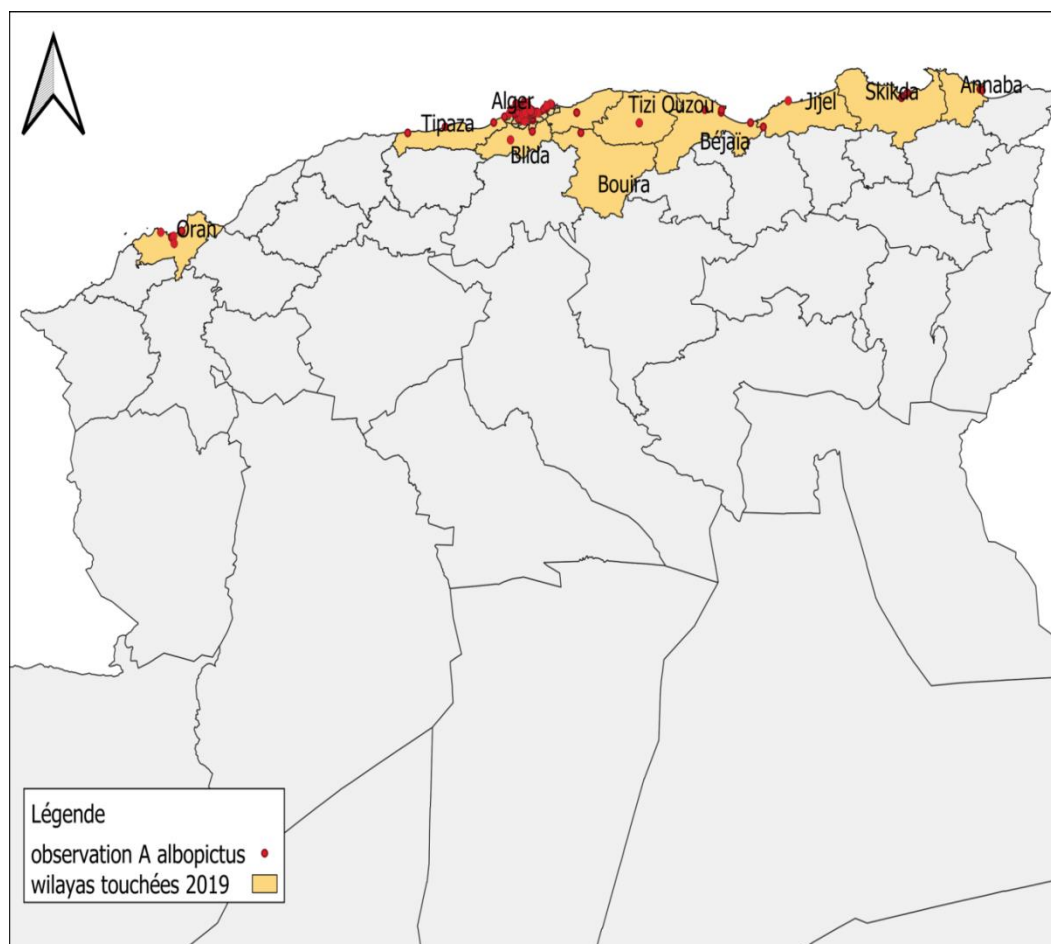 Annaba
Skikda
Jijel
Alger
Tizi Ouzou
Tipaza
Béjaïa
Blida
Bouira
Oran
Légende
observation A albopictus
wilayas touchées 2019